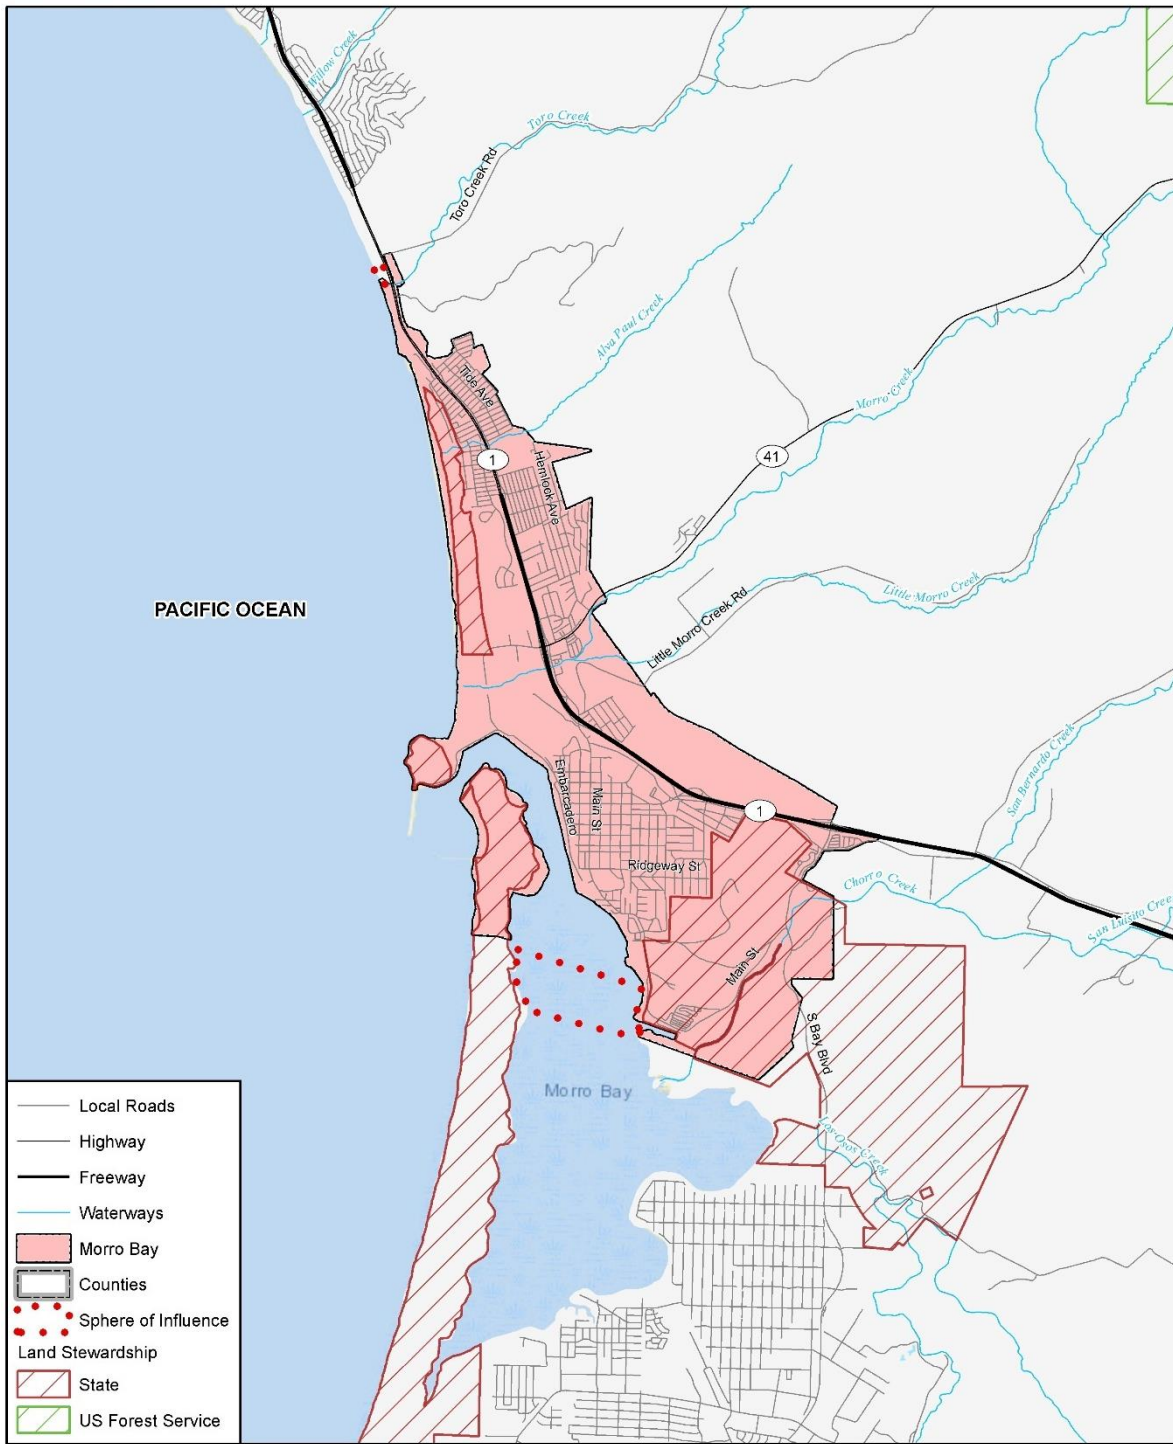 Willow Creek
Toro Creek
Toro Creek Rd
Alva Paul Creek
Tide Ave
Morro Creek
1
41
Hemlock Ave
Little Morro Creek
PACIFIC OCEAN
Little Morro Creek Rd
San Bernardo Creek
Embarcadero
Main St
1
Ridgeway St
Chorro Creek
San Luisito Creek
Main St
S Bay Blvd
Morro Bay
Los Osos Creek
Local Roads
Highway
Freeway
Waterways
Morro Bay
Counties
Sphere of Influence
Land Stewardship
State
US Forest Service